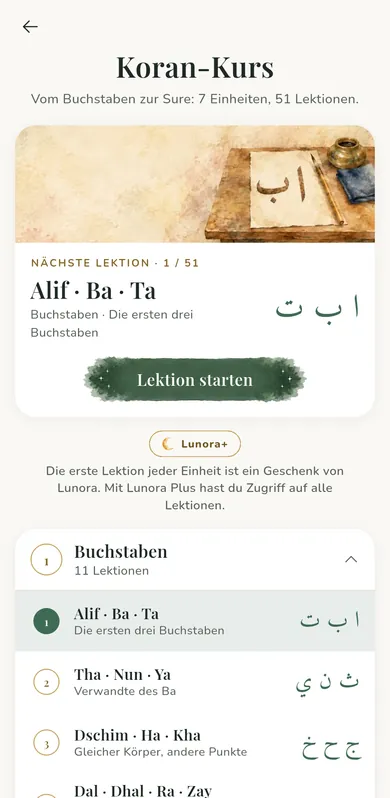 Koran-Kurs
Vom Buchstaben zur Sure: 7 Einheiten, 51 Lektionen.
اب
NÄCHSTE LEKTION · 1 / 51
Alif · Ba · Ta
Buchstaben · Die ersten drei
Buchstaben
ا ب ت
Lektion starten
Lunora+
Die erste Lektion jeder Einheit ist ein Geschenk von
Lunora. Mit Lunora Plus hast du Zugriff auf alle
Lektionen.
1
Buchstaben
11 Lektionen
1
Alif · Ba · Ta
Die ersten drei Buchstaben
ا ب ت
2
Tha · Nun · Ya
Verwandte des Ba
ث ن ي
3
Dschim · Ha · Kha
Gleicher Körper, andere Punkte
ج ح خ
Dal · Dhal · Ra · Zay